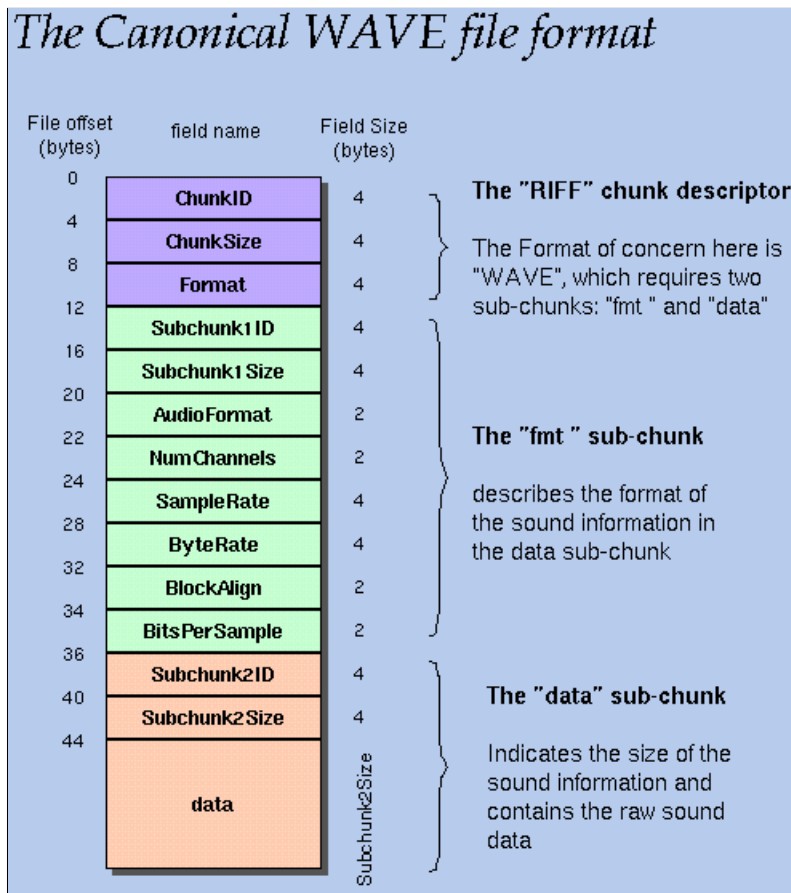 The Canonical WAVE file format
File offset
(bytes)
field name
Field Size
(bytes)
0
ChunkID
4
4
ChunkSize
4
8
Format
4
12
Subchunk1ID
4
16
Subchunk1Size
4
20
AudioFormat
2
22
NumChannels
2
24
SampleRate
4
28
ByteRate
4
32
BlockAlign
2
34
BitsPerSample
2
36
Subchunk2ID
4
40
Subchunk2Size
4
44
data
Subchunk2Size
The "RIFF" chunk descriptor
The Format of concern here is
"WAVE", which requires two
sub-chunks: "fmt " and "data"
The "fmt " sub-chunk
describes the format of
the sound information in
the data sub-chunk
The "data" sub-chunk
Indicates the size of the
sound information and
contains the raw sound
data